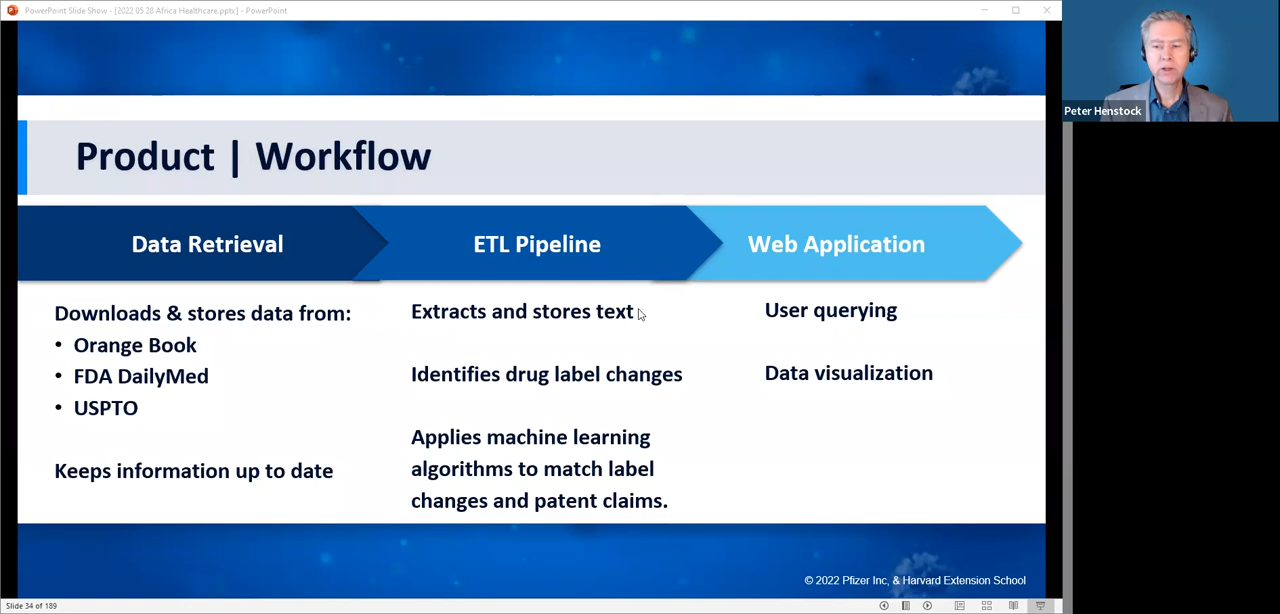 PowerPoint Slide Show - [2022 05 28 Africa Healthcare.pptx] - PowerPoint
Peter Henstock
Product | Workflow
Data Retrieval
ETL Pipeline
Web Application
Downloads & stores data from:
• Orange Book
• FDA DailyMed
• USPTO
Keeps information up to date
Extracts and stores text
Identifies drug label changes
Applies machine learning
algorithms to match label
changes and patent claims.
User querying
Data visualization
© 2022 Pfizer Inc, & Harvard Extension School
Slide 34 of 189